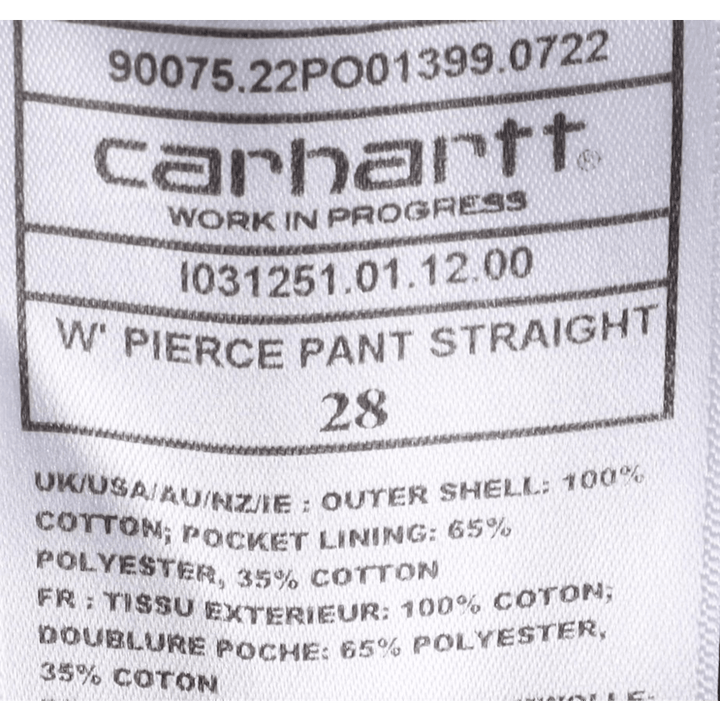 90075.22PO01399.0722
carhartt®
WORK IN PROGRESS
I031251.01.12.00
W' PIERCE PANT STRAIGHT
28
UK/USA/AU/NZ/IE : OUTER SHELL: 100%
COTTON; POCKET LINING: 65%
POLYESTER, 35% COTTON
FR : TISSU EXTERIEUR: 100% COTON;
DOUBLURE POCHE: 65% POLYESTER,
35% COTON